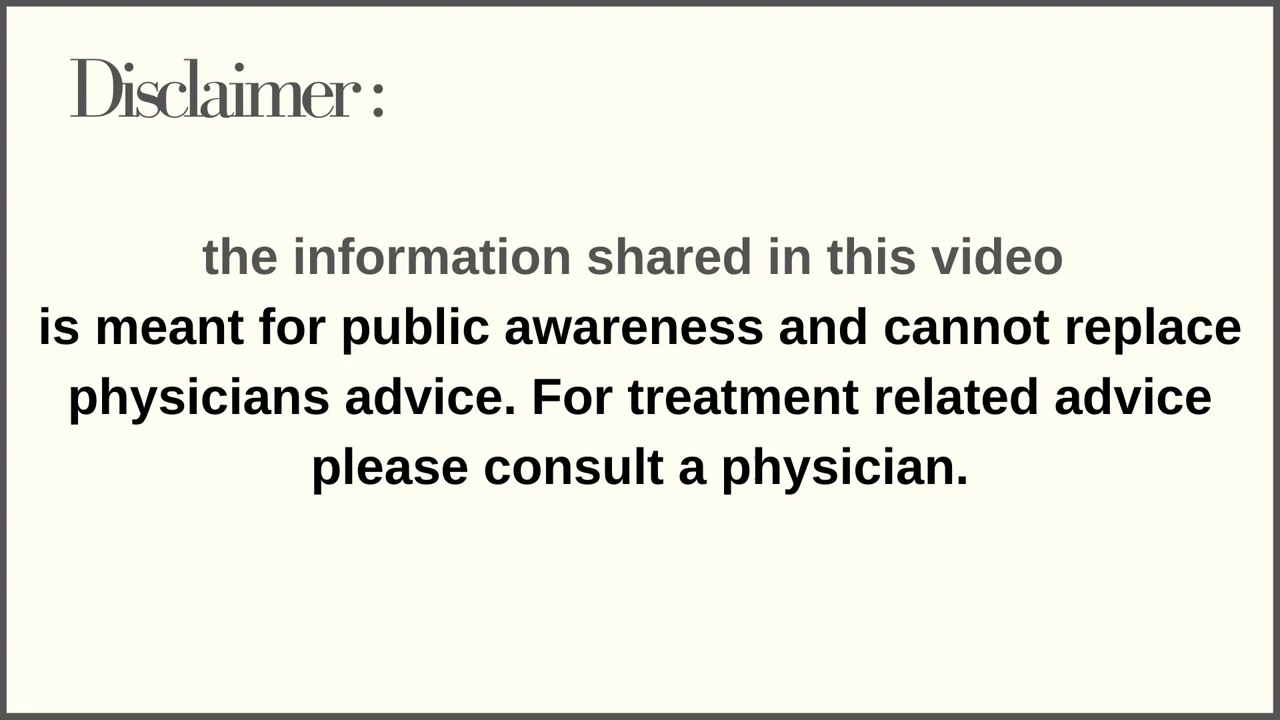 Disclaimer :
the information shared in this video
is meant for public awareness and cannot replace
physicians advice. For treatment related advice
please consult a physician.